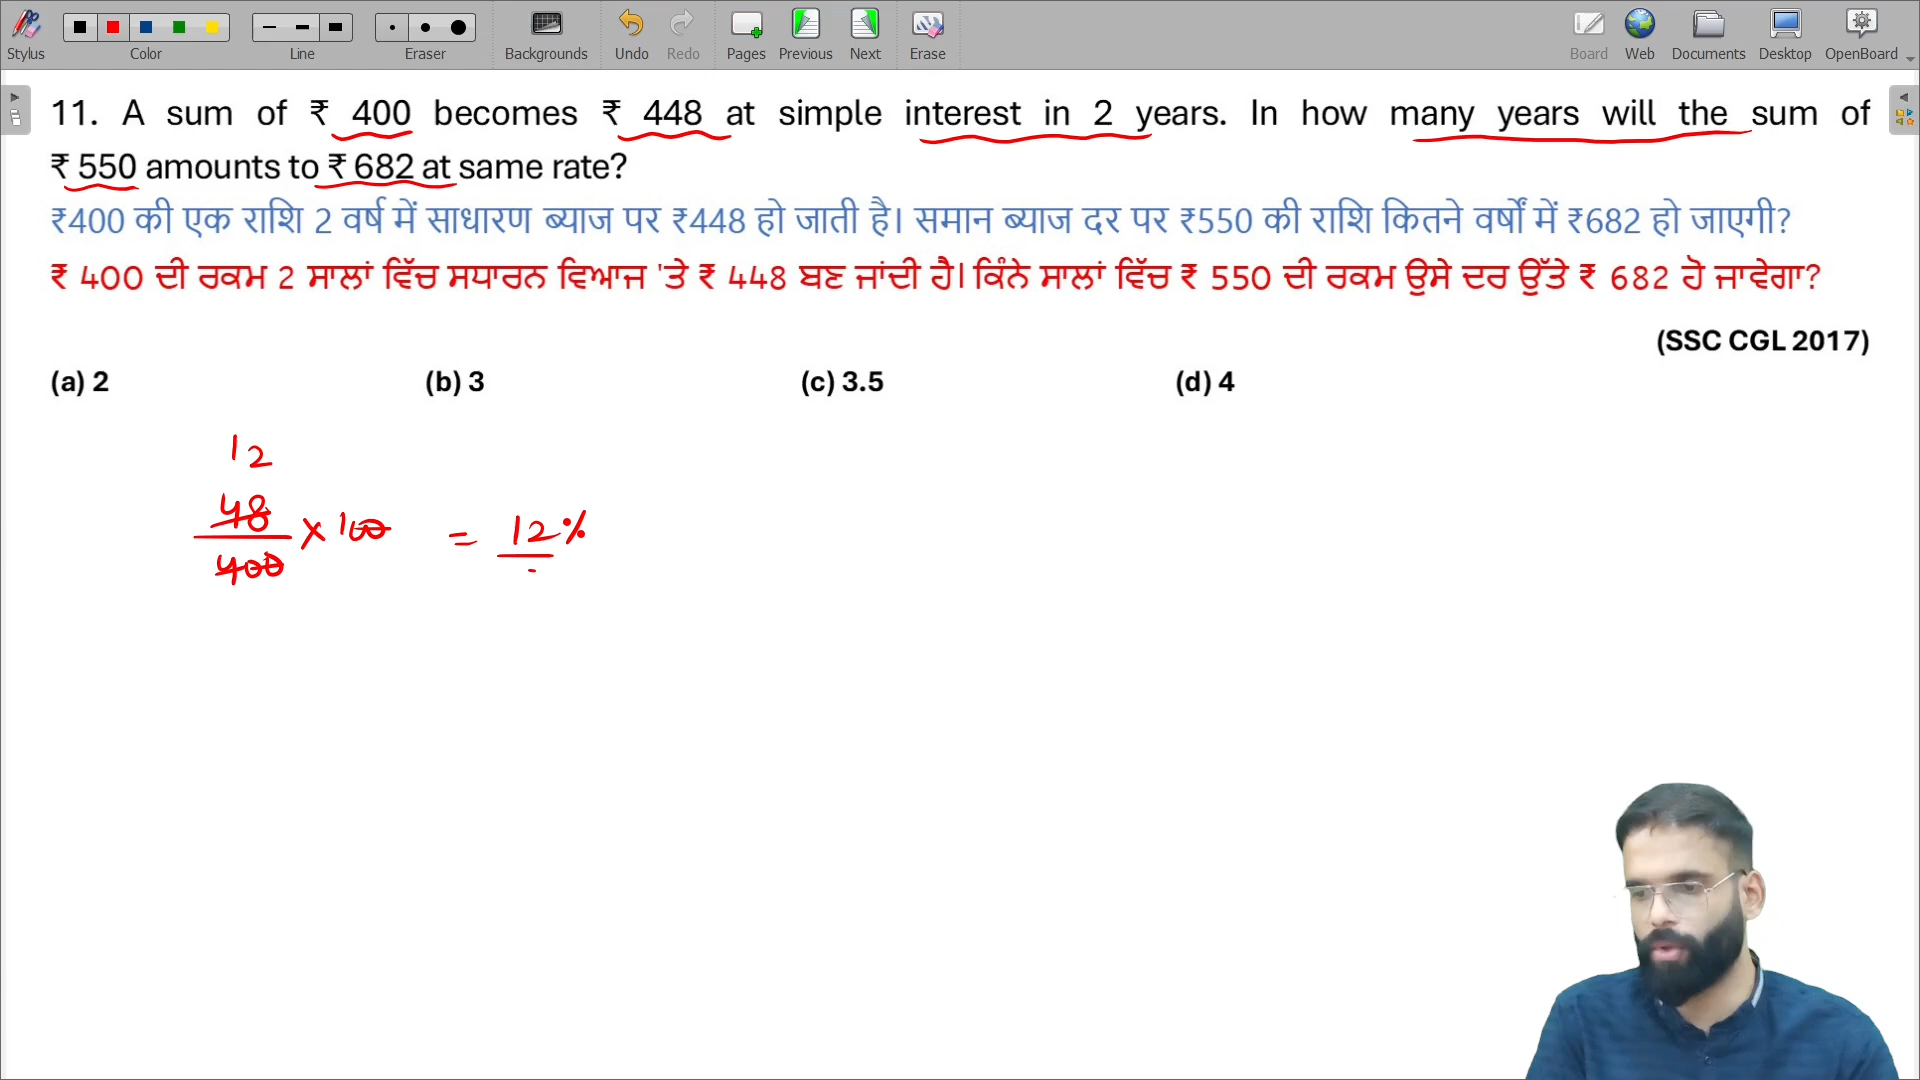 Stylus Color Line Eraser Backgrounds Undo Redo Pages Previous Next Erase Board Web Documents Desktop OpenBoard
11. A sum of ₹ 400 becomes ₹ 448 at simple interest in 2 years. In how many years will the sum of
₹ 550 amounts to ₹ 682 at same rate?
₹400 की एक राशि 2 वर्ष में साधारण ब्याज पर ₹448 हो जाती है। समान ब्याज दर पर ₹550 की राशि कितने वर्षों में ₹682 हो जाएगी?
₹ 400 ਦੀ ਰਕਮ 2 ਸਾਲਾਂ ਵਿੱਚ ਸਧਾਰਨ ਵਿਆਜ 'ਤੇ ₹ 448 ਬਣ ਜਾਂਦੀ ਹੈ। ਕਿੰਨੇ ਸਾਲਾਂ ਵਿੱਚ ₹ 550 ਦੀ ਰਕਮ ਉਸੇ ਦਰ ਉੱਤੇ ₹ 682 ਹੋ ਜਾਵੇਗਾ?
(SSC CGL 2017)
(a) 2 (b) 3 (c) 3.5 (d) 4
12
48
× 100 = 12%
400